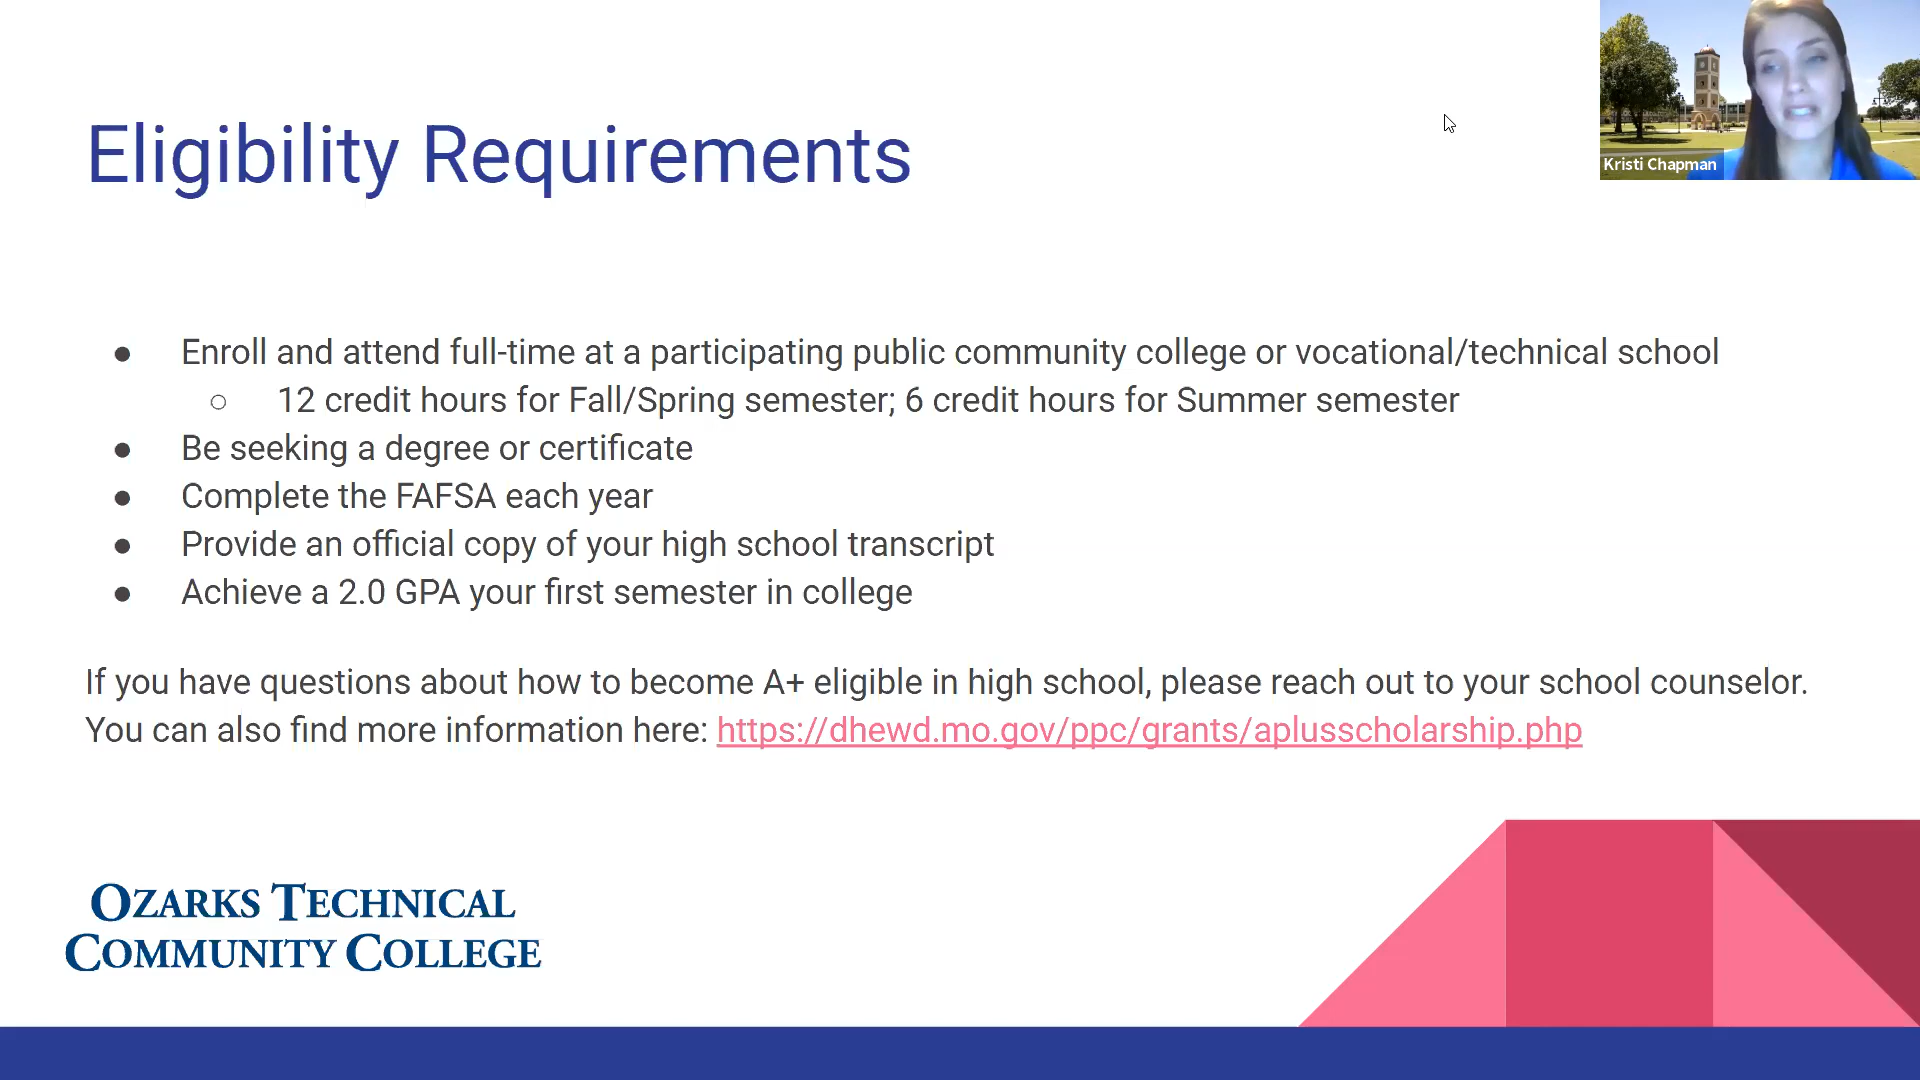 Kristi Chapman
Eligibility Requirements
● Enroll and attend full-time at a participating public community college or vocational/technical school
○ 12 credit hours for Fall/Spring semester; 6 credit hours for Summer semester
● Be seeking a degree or certificate
● Complete the FAFSA each year
● Provide an official copy of your high school transcript
● Achieve a 2.0 GPA your first semester in college
If you have questions about how to become A+ eligible in high school, please reach out to your school counselor.
You can also find more information here: https://dhewd.mo.gov/ppc/grants/aplusscholarship.php
OZARKS TECHNICAL
COMMUNITY COLLEGE